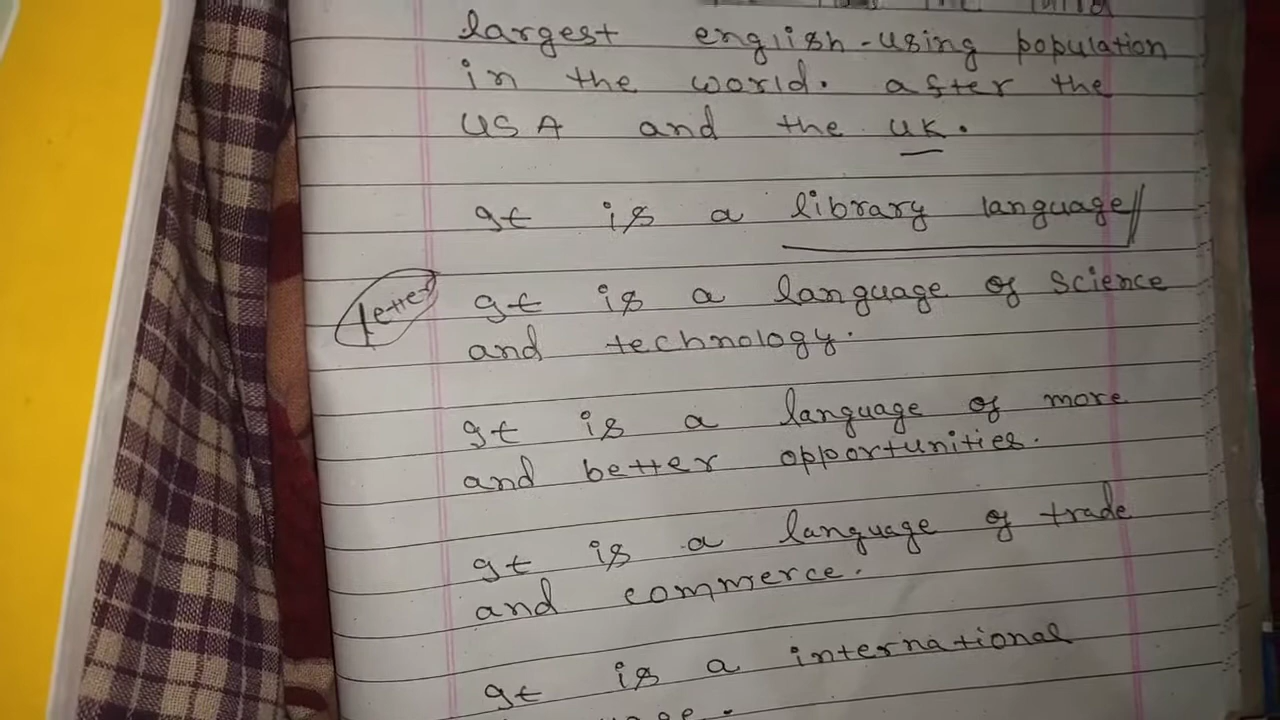 largest english-using population
in the world. after the
USA and the UK.
It is a library language
letter
It is a language of science
and technology.
It is a language of more
and better opportunities.
It is a language of trade
and commerce.
It is a international